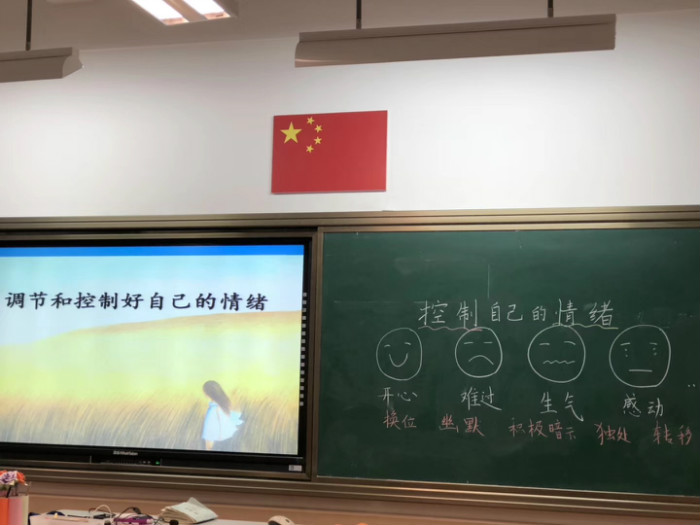 调节和控制好自己的情绪
控制自己的情绪
开心 难过 生气 感动
换位 幽默 积极暗示 独处 转移